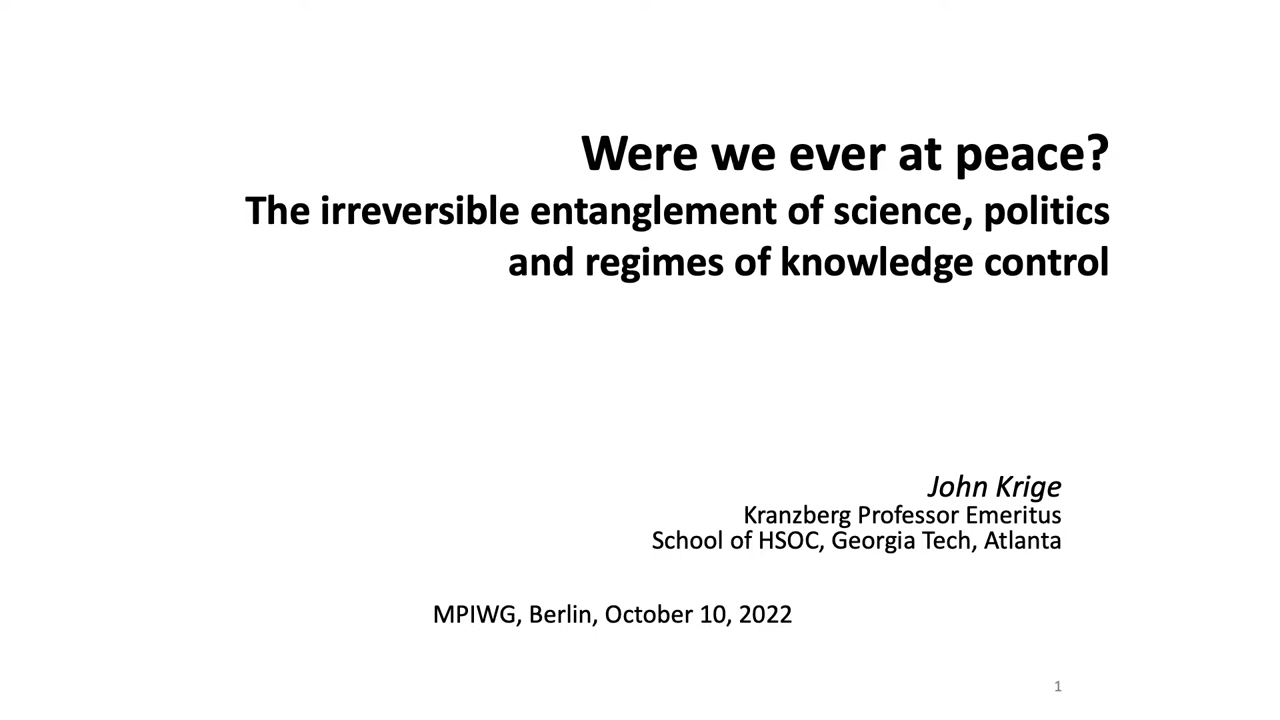 Were we ever at peace?
The irreversible entanglement of science, politics
and regimes of knowledge control
John Krige
Kranzberg Professor Emeritus
School of HSOC, Georgia Tech, Atlanta
MPIWG, Berlin, October 10, 2022
1